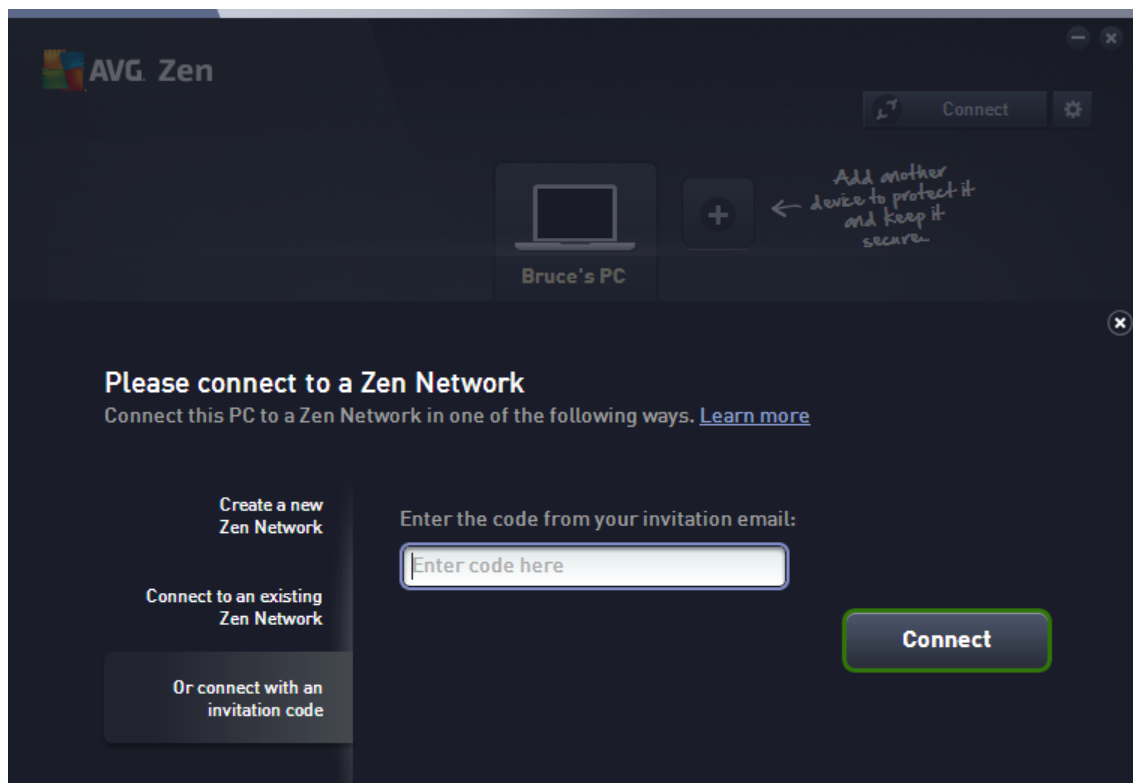 AVG. Zen
Connect
Add another
device to protect it
and keep it
secure...
Bruce's PC
Please connect to a Zen Network
Connect this PC to a Zen Network in one of the following ways. Learn more
Create a new
Zen Network
Connect to an existing
Zen Network
Or connect with an
invitation code
Enter the code from your invitation email:
Enter code here
Connect